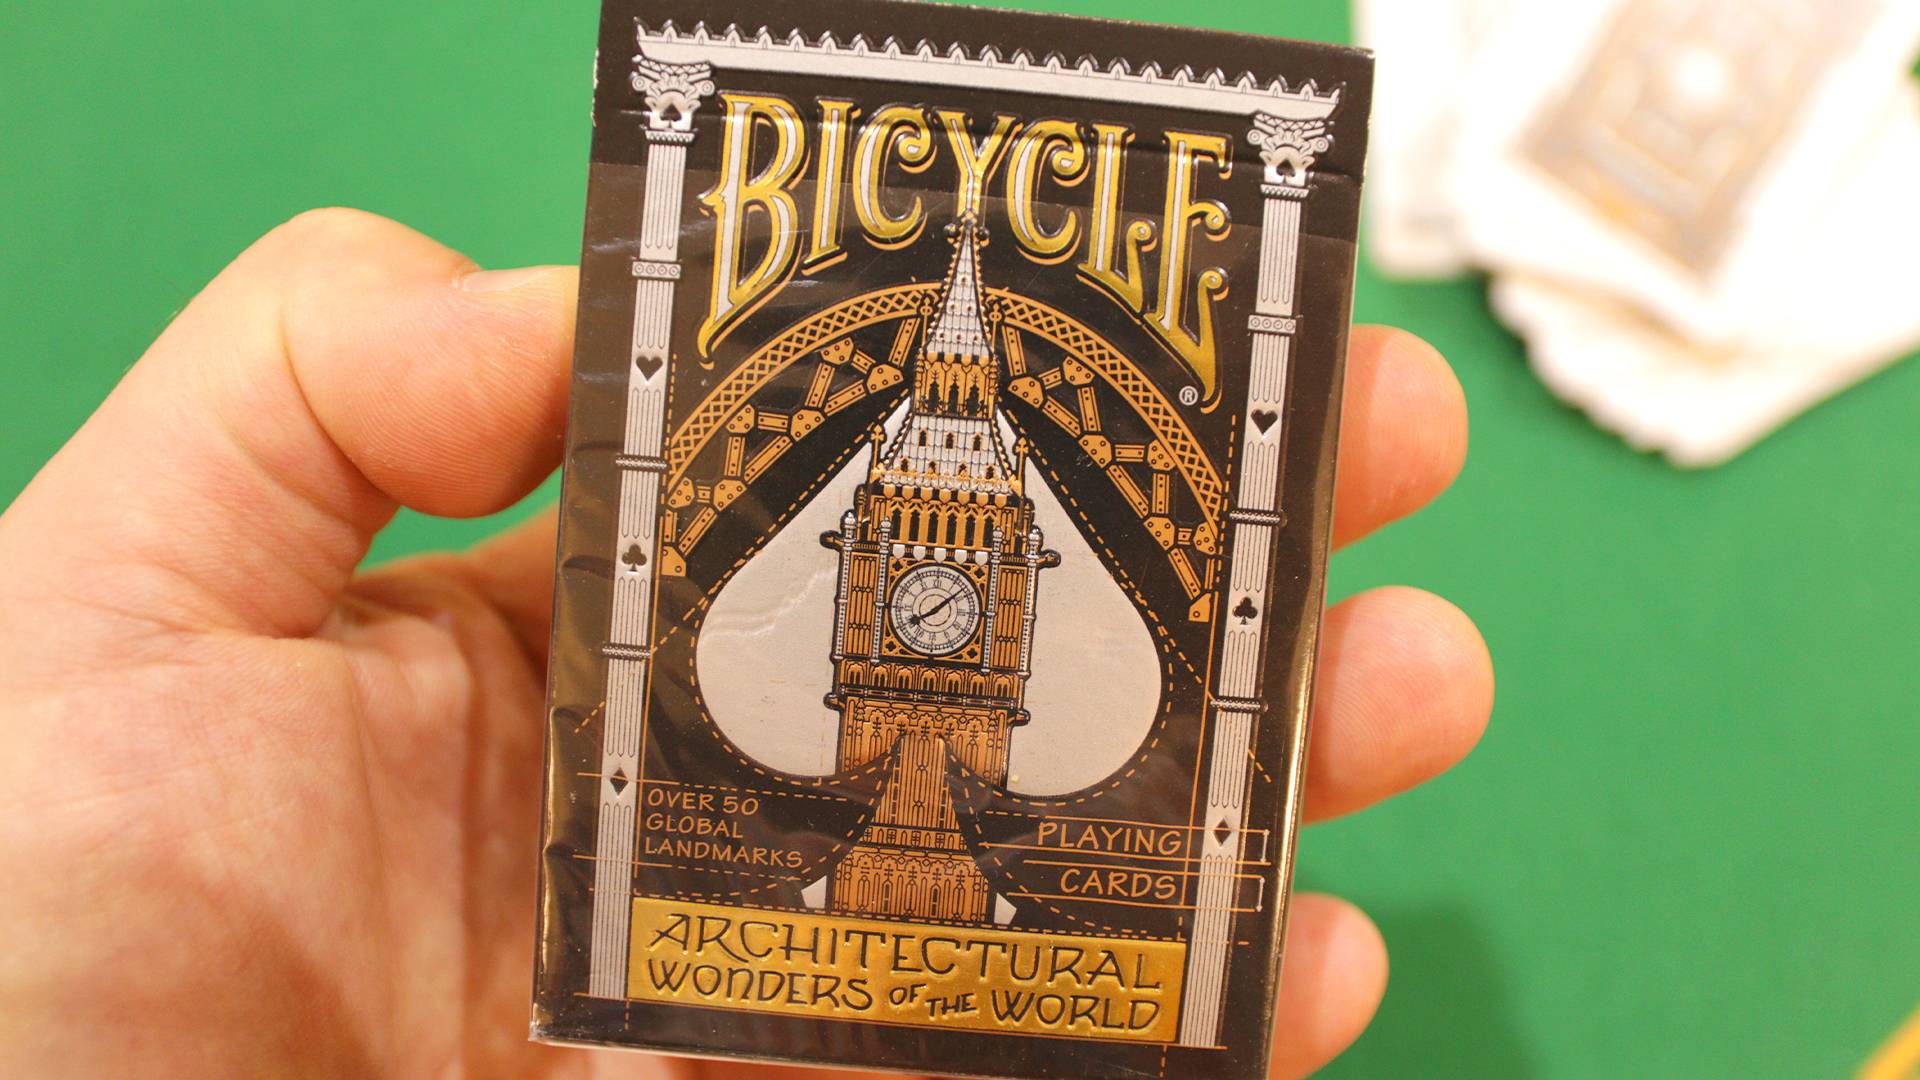 BICYCLE®
OVER 50
GLOBAL
LANDMARKS
PLAYING
CARDS
ARCHITECTURAL
WONDERS OF THE WORLD